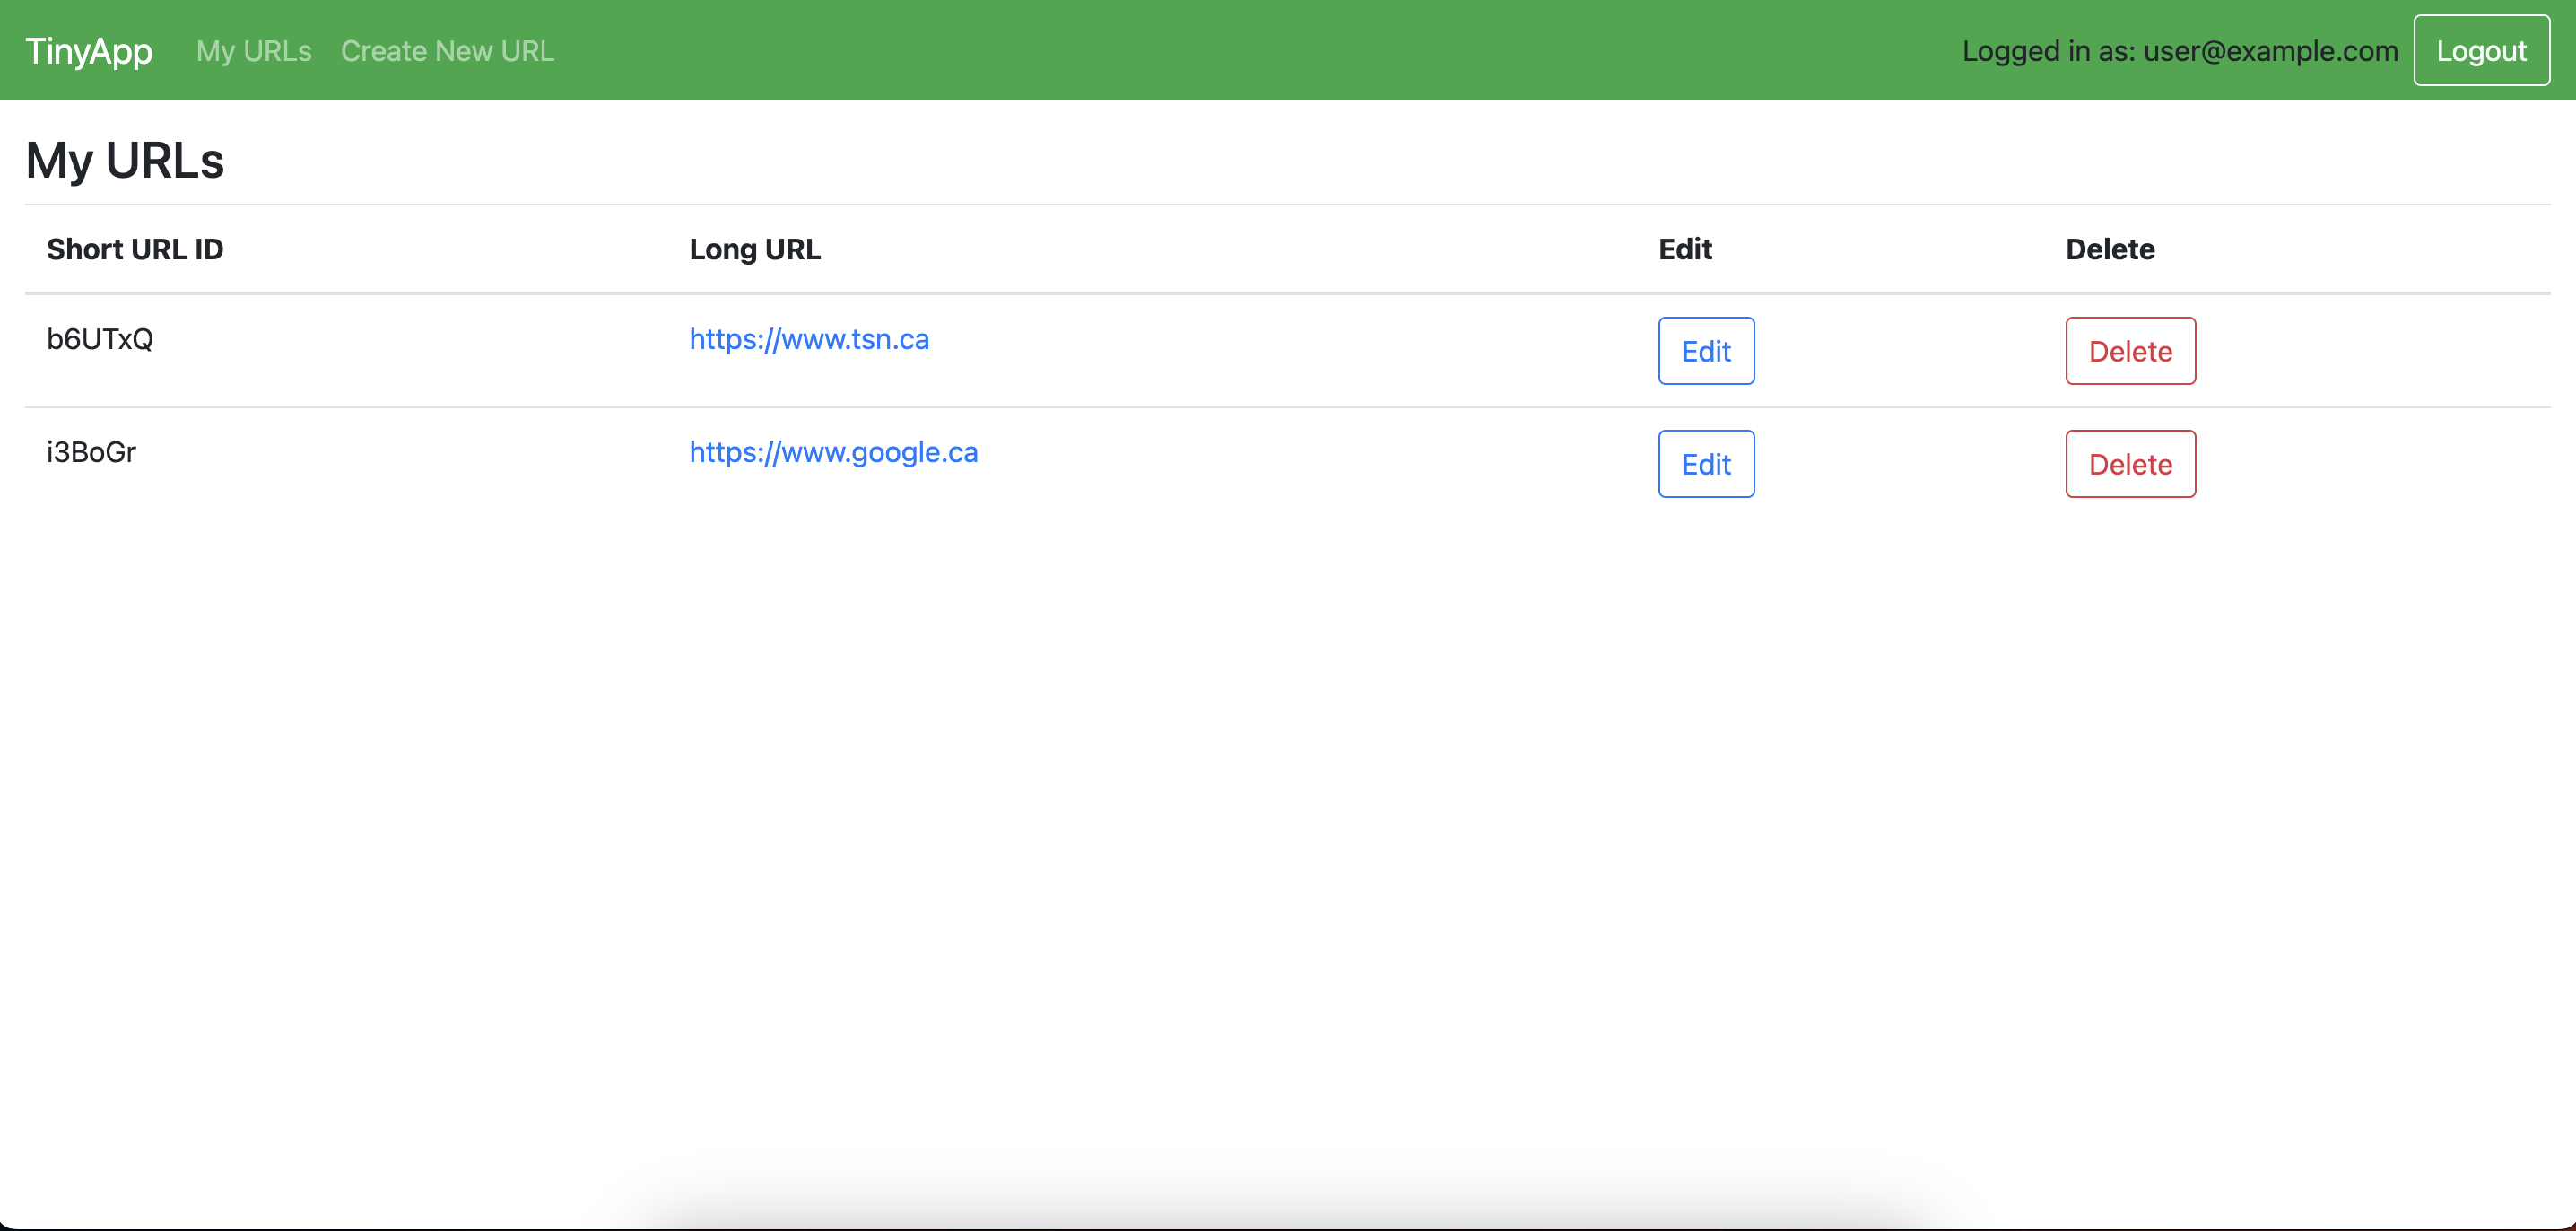 TinyApp My URLs Create New URL Logged in as: user@example.com Logout
My URLs
Short URL ID Long URL Edit Delete
b6UTxQ https://www.tsn.ca Edit Delete
i3BoGr https://www.google.ca Edit Delete